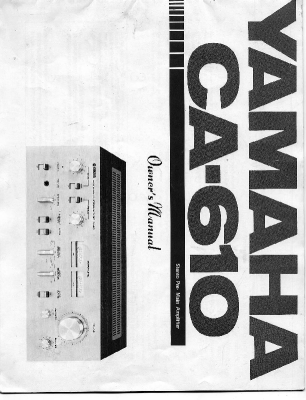 YAMAHA
CA-610
Stereo Pre- Main Amplifier
Owner's Manual